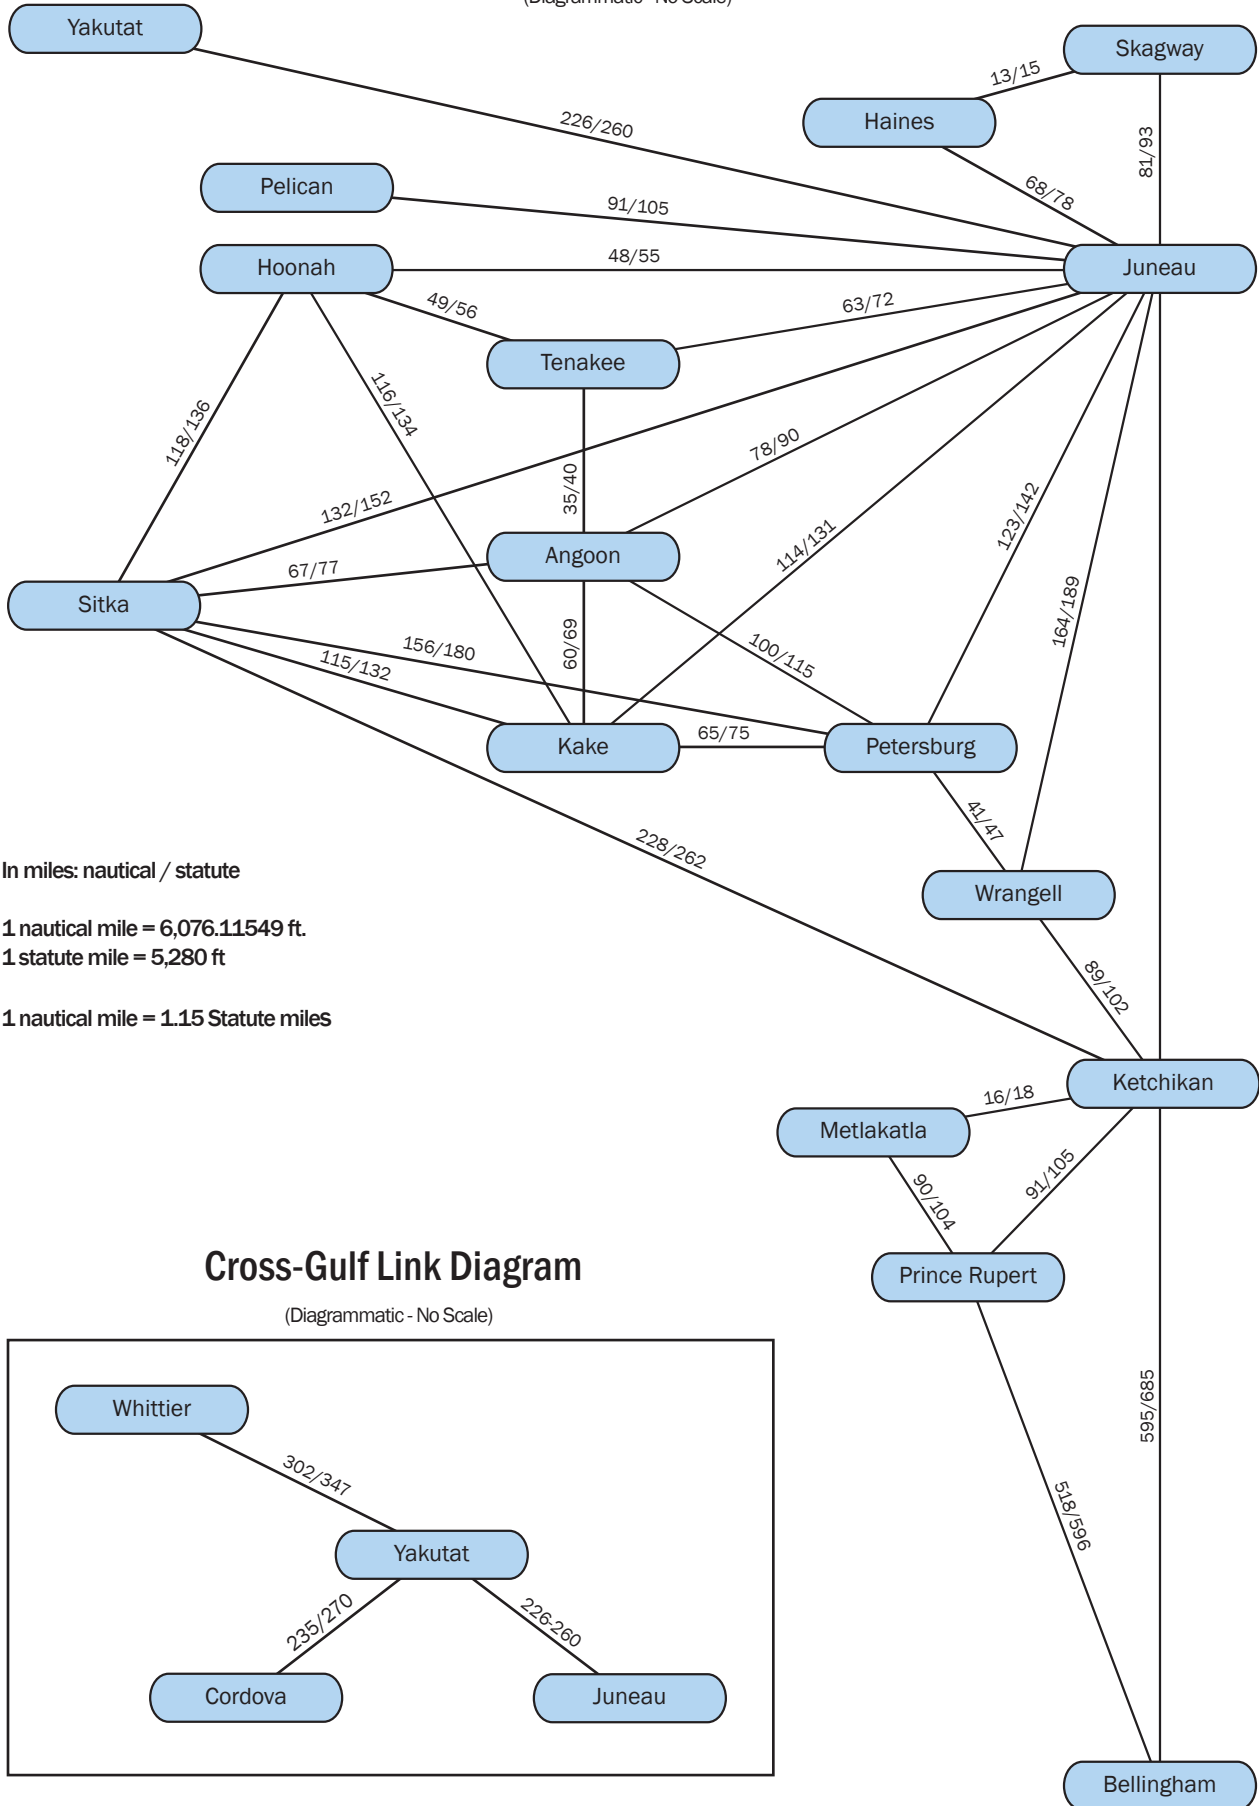 (Diagrammatic - No Scale)
Yakutat
Skagway
13/15
Haines
226/260
81/93
68/78
Pelican
91/105
Hoonah
48/55
Juneau
49/56
63/72
Tenakee
116/134
118/136
78/90
35/40
132/152
123/142
114/131
Angoon
67/77
Sitka
164/189
60/69
156/180
100/115
115/132
65/75
Kake
Petersburg
41/47
228/262
In miles: nautical / statute
Wrangell
1 nautical mile = 6,076.11549 ft.
1 statute mile = 5,280 ft
89/102
1 nautical mile = 1.15 Statute miles
Ketchikan
16/18
Metlakatla
91/105
90/104
Prince Rupert
Cross-Gulf Link Diagram
(Diagrammatic - No Scale)
595/685
Whittier
302/347
518/596
Yakutat
235/270
226-260
Cordova
Juneau
Bellingham